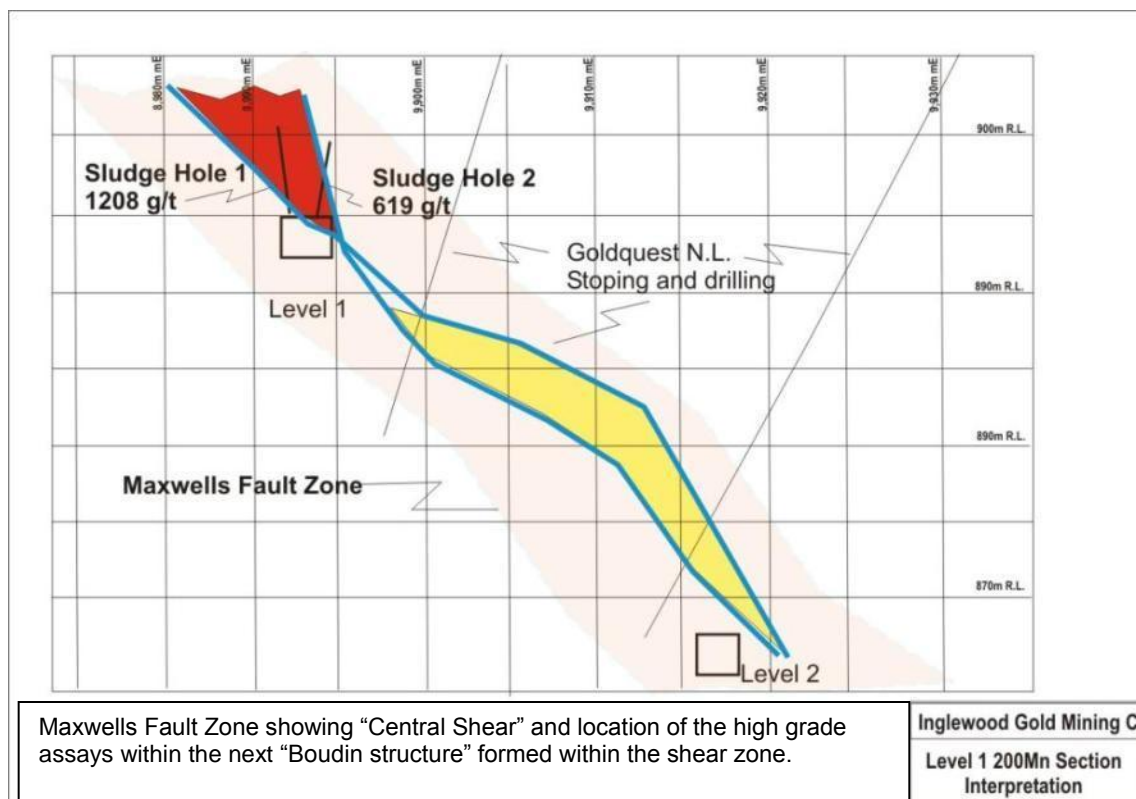 8,980m mE
9,990m mE
9,900m mE
9,910m mE
9,920m mE
9,930m mE
900m R.L.
Sludge Hole 1
1208 g/t
Sludge Hole 2
619 g/t
Goldquest N.L.
Stoping and drilling
890m R.L.
Level 1
890m R.L.
Maxwells Fault Zone
870m R.L.
Level 2
Maxwells Fault Zone showing “Central Shear” and location of the high grade
assays within the next “Boudin structure” formed within the shear zone.
Inglewood Gold Mining C
Level 1 200Mn Section
Interpretation